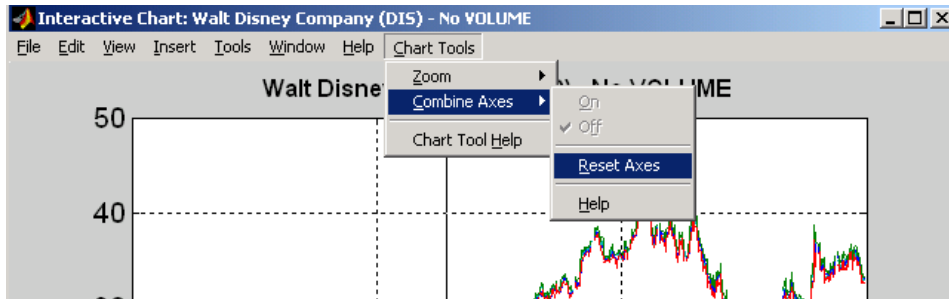 Interactive Chart: Walt Disney Company (DIS) - No VOLUME
File Edit View Insert Tools Window Help Chart Tools
Walt Disne No VOLUME
Zoom
Combine Axes
Chart Tool Help
On
Off
Reset Axes
Help
50
40